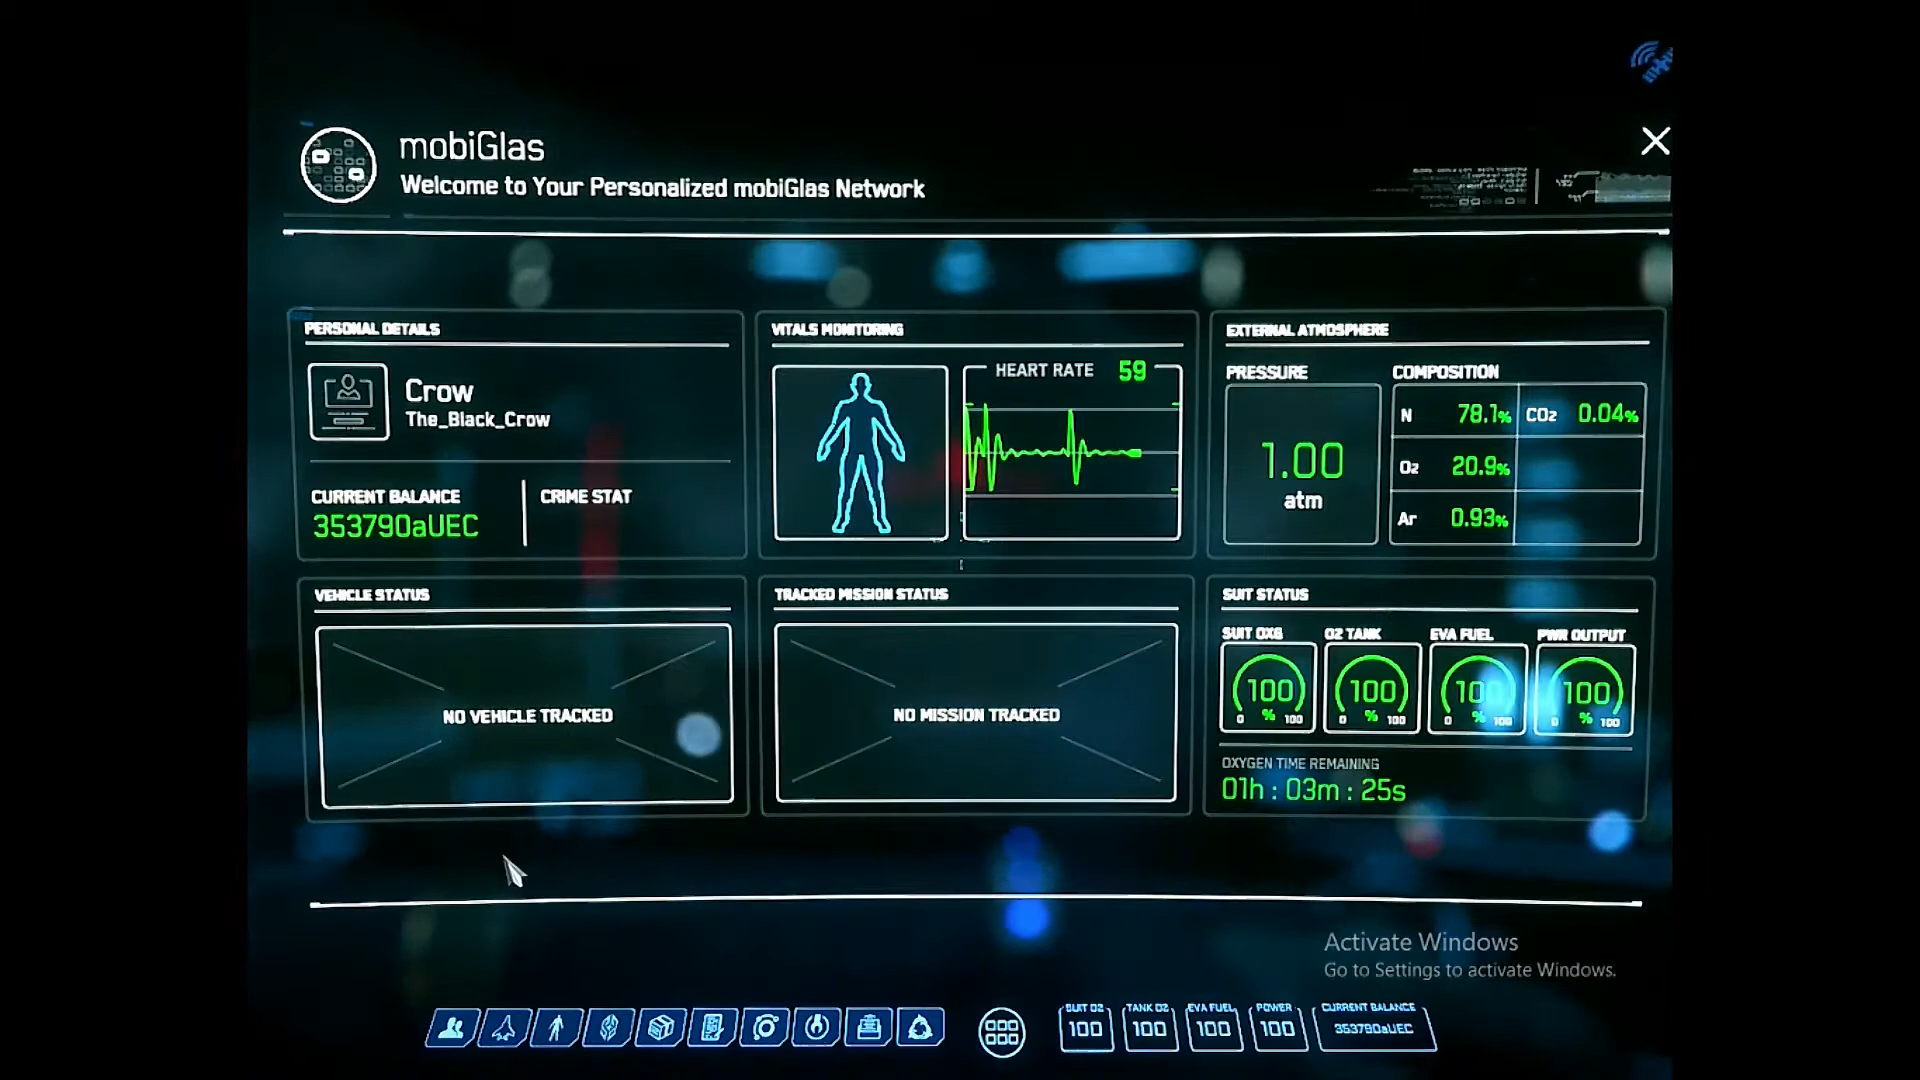 mobiGlas
Welcome to Your Personalized mobiGlas Network
PERSONAL DETAILS
Crow
The_Black_Crow
CURRENT BALANCE
353790aUEC
CRIME STAT
VITALS MONITORING
HEART RATE 59
EXTERNAL ATMOSPHERE
PRESSURE
1.00
atm
COMPOSITION
N 78.1% CO2 0.04%
O2 20.9%
Ar 0.93%
VEHICLE STATUS
NO VEHICLE TRACKED
TRACKED MISSION STATUS
NO MISSION TRACKED
SUIT STATUS
SUIT OXG O2 TANK EVA FUEL PWR OUTPUT
100 100 100 100
0 % 100 0 % 100 0 % 100 0 % 100
OXYGEN TIME REMAINING
01h : 03m : 25s
Activate Windows
Go to Settings to activate Windows.
SUIT O2 TANK O2 EVA FUEL POWER CURRENT BALANCE
100 100 100 100 353790aUEC